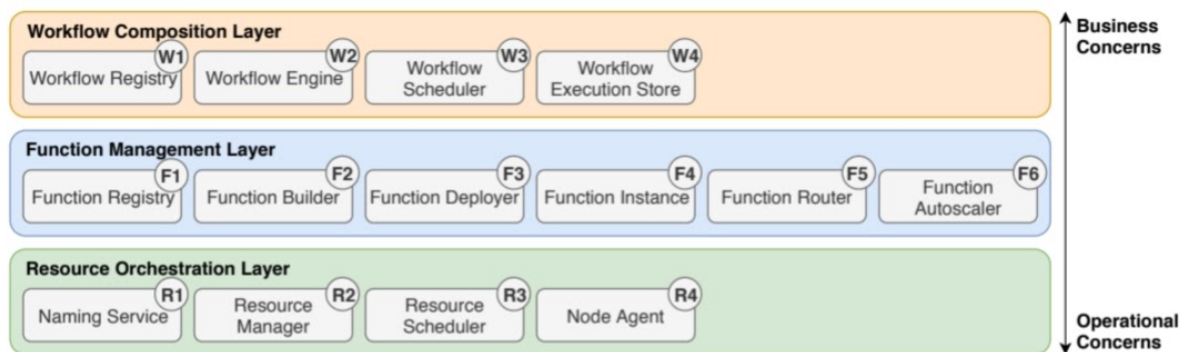 Workflow Composition Layer
W1
Workflow Registry
W2
Workflow Engine
W3
Workflow
Scheduler
W4
Workflow
Execution Store
Function Management Layer
F1
Function Registry
F2
Function Builder
F3
Function Deployer
F4
Function Instance
F5
Function Router
F6
Function
Autoscaler
Resource Orchestration Layer
R1
Naming Service
R2
Resource
Manager
R3
Resource
Scheduler
R4
Node Agent
Business
Concerns
Operational
Concerns